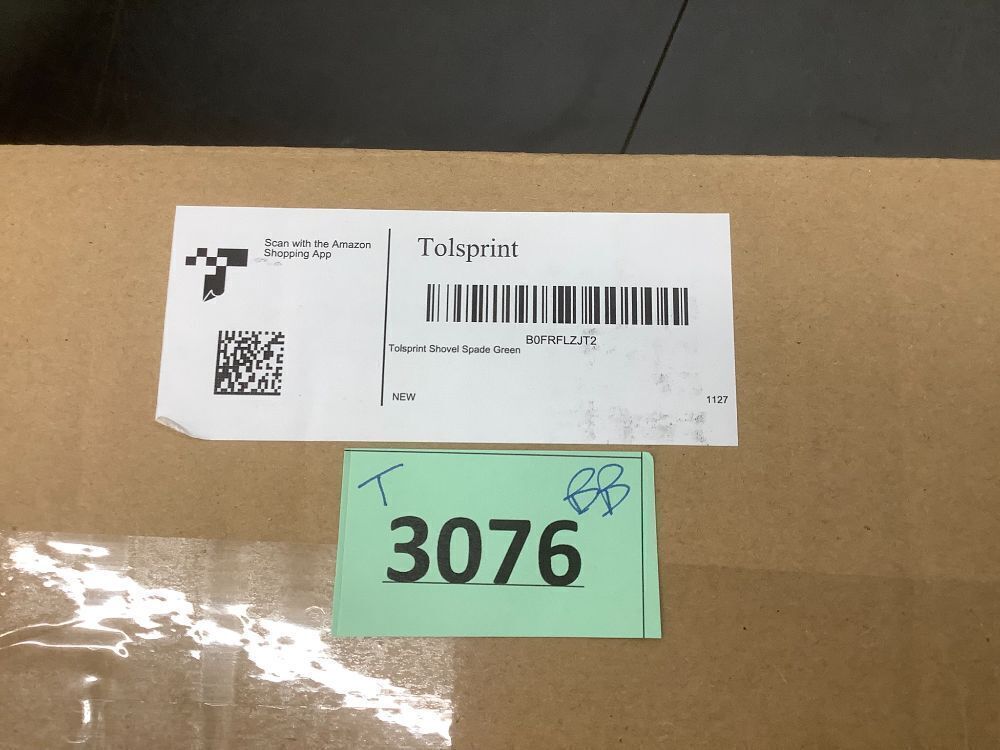 Scan with the Amazon
Shopping App
Tolsprint
B0FRFLZJT2
Tolsprint Shovel Spade Green
NEW
1127
T
BB
3076